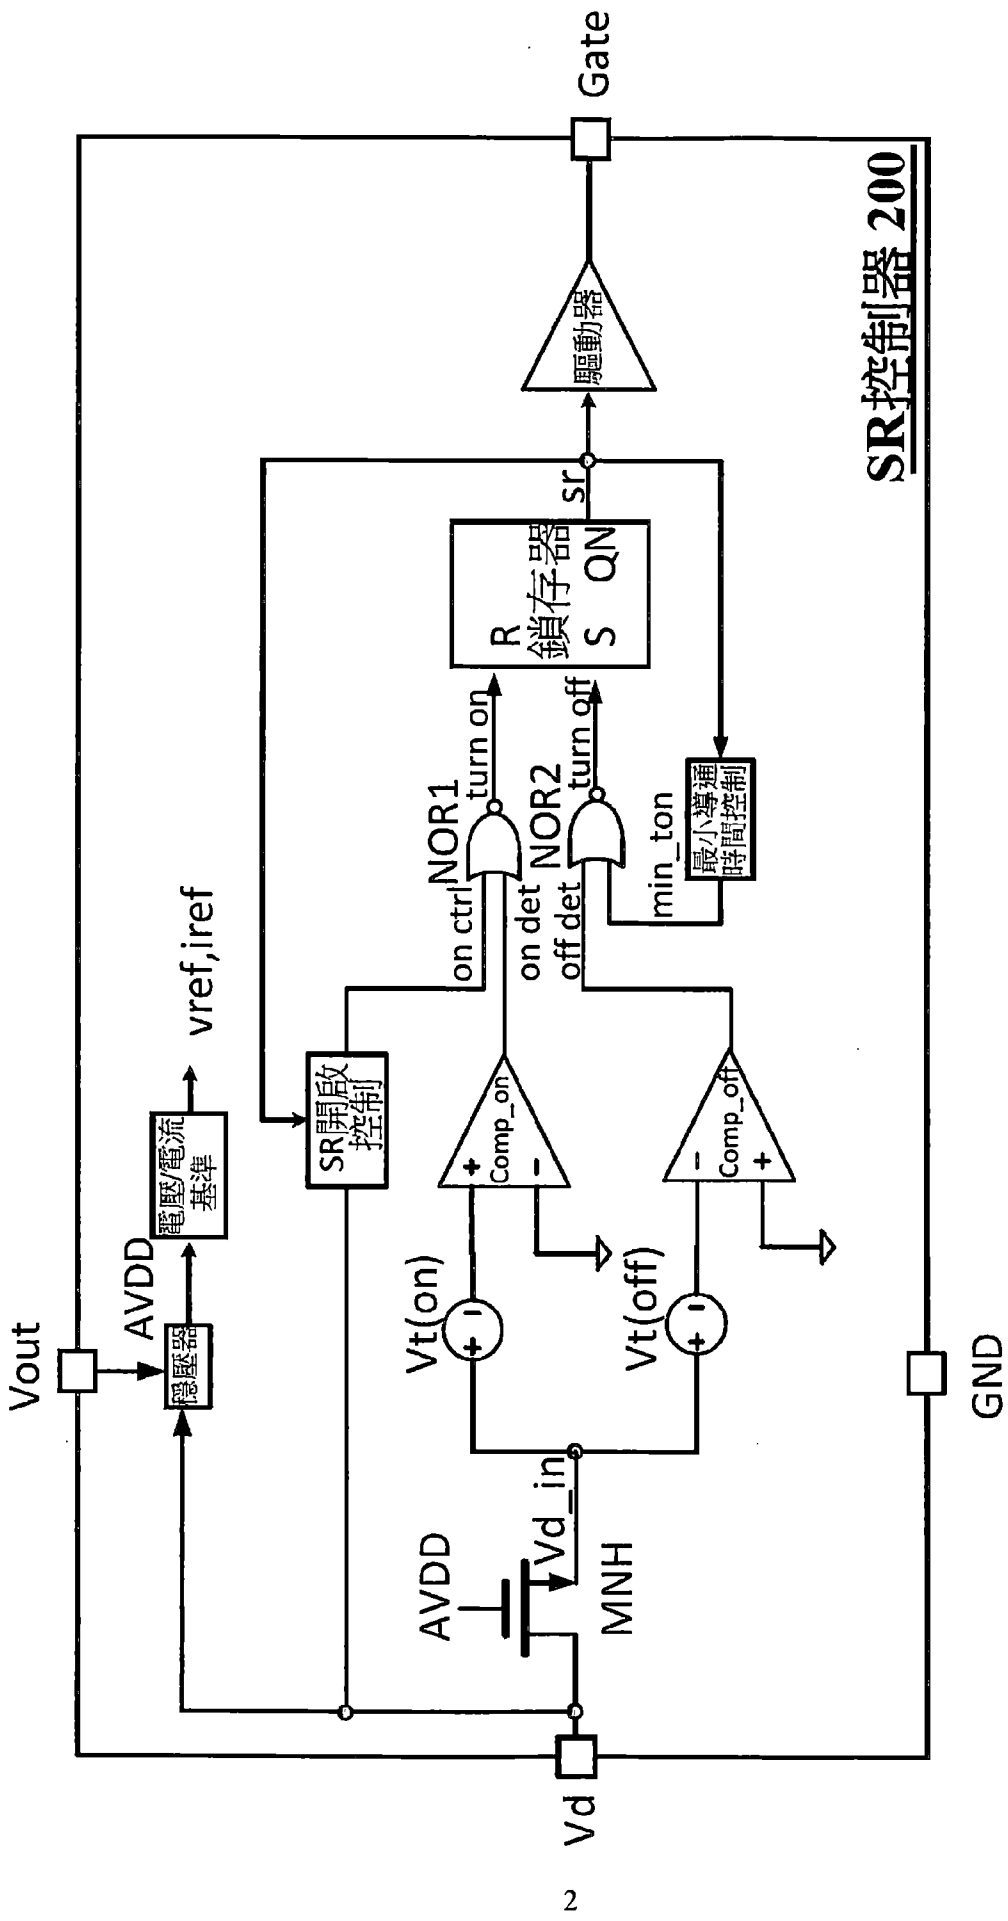 Vout
AVDD
穩壓器
電壓/電流
基準
vref,iref
SR開啟
控制
on ctrl
NOR1
turn on
AVDD
Vd_in
MNH
Vd
Vt(on)
+ -
+
-
Comp_on
on det
R
鎖存器
S QN
sr
驅動器
Gate
Vt(off)
+ -
-
+
Comp_off
off det
NOR2
turn off
min_ton
最小導通
時間控制
GND
SR控制器 200
2